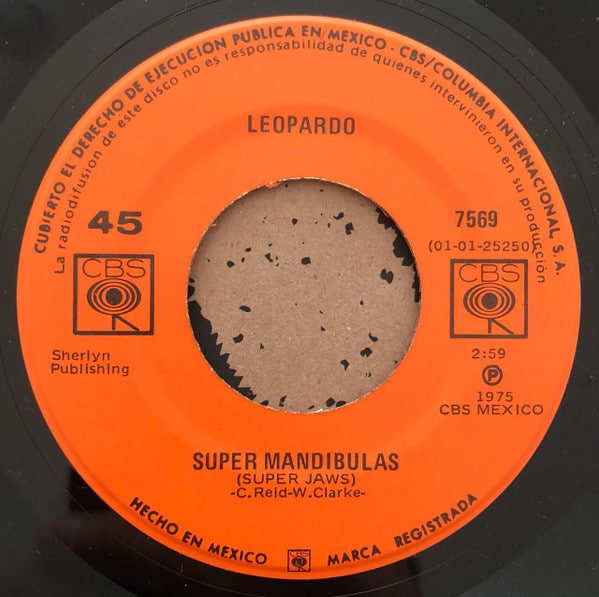 CUBIERTO EL DERECHO DE EJECUCION PUBLICA EN MEXICO - CBS/COLUMBIA INTERNACIONAL, S. A.
La radiodifusion de este disco no es responsabilidad de quienes intervinieron en su producción
LEOPARDO
45
7569
(01-01-25250)
CBS
CBS
Sherlyn
Publishing
2:59
P
1975
CBS MEXICO
SUPER MANDIBULAS
(SUPER JAWS)
-C. Reid-W. Clarke-
HECHO EN MEXICO
MARCA REGISTRADA